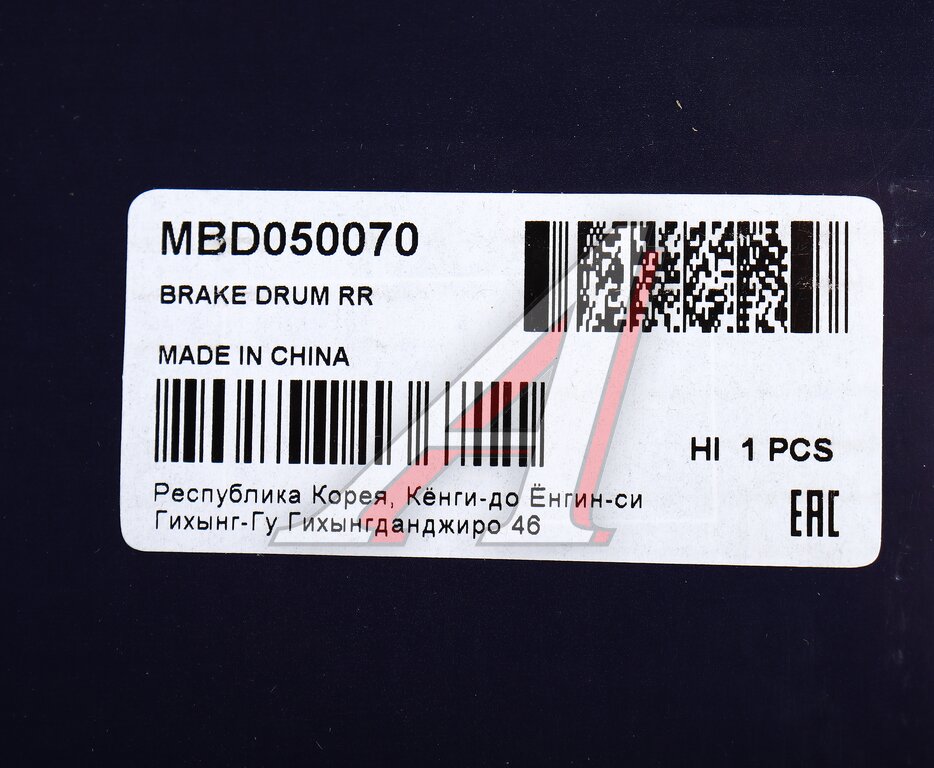 MBD050070
BRAKE DRUM RR
MADE IN CHINA
HI 1 PCS
Республика Корея, Кёнги-до Ёнгин-си
Гихынг-Гу Гихынгданджиро 46
EAC